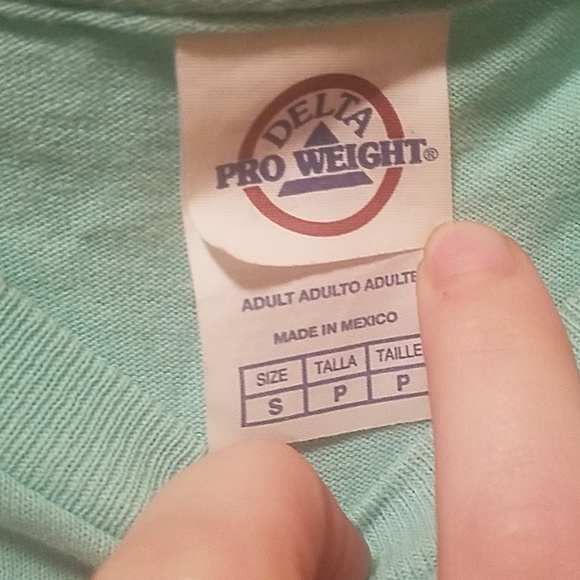 DELTA
PRO WEIGHT®
ADULT ADULTO ADULTE
MADE IN MEXICO
SIZE TALLA TAILLE
S P P